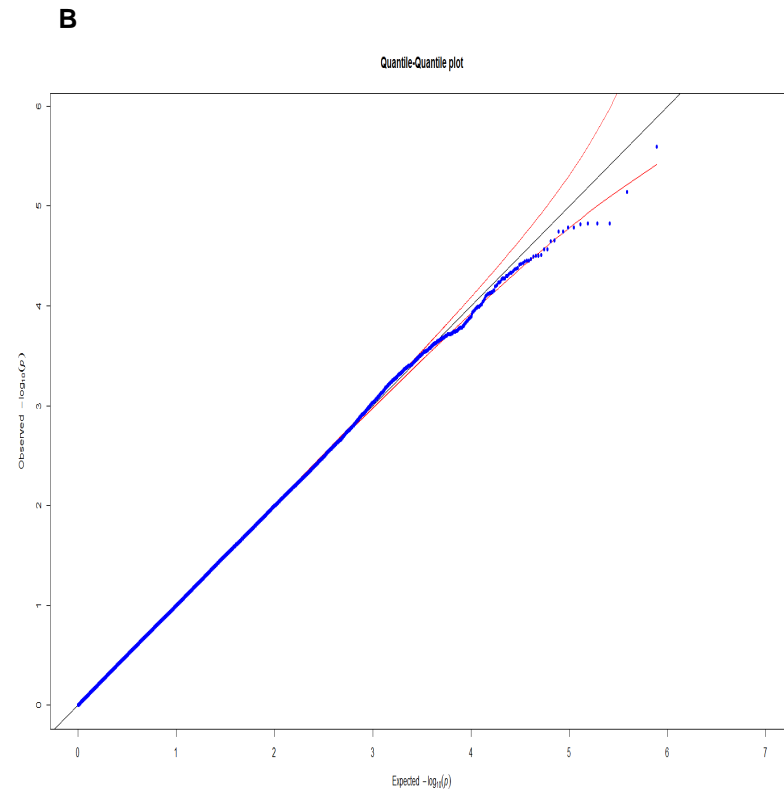 B
Quantile-Quantile plot
6
5
4
3
2
1
0
Observed −log₁₀(p)
0 1 2 3 4 5 6 7
Expected −log₁₀(p)